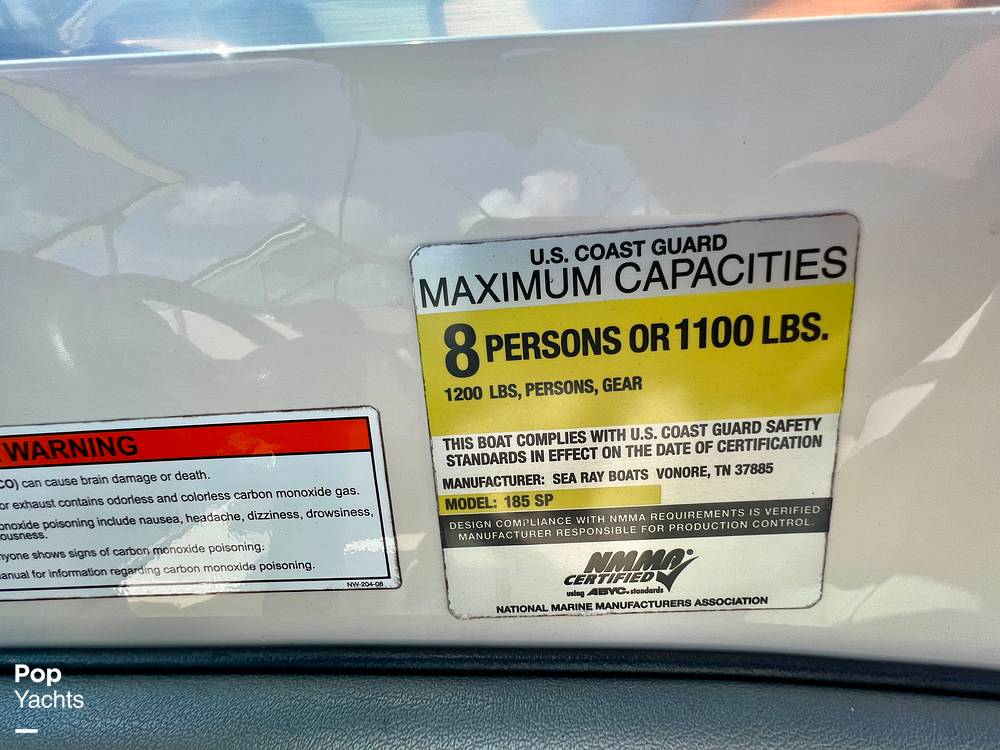 U.S. COAST GUARD
MAXIMUM CAPACITIES
8 PERSONS OR 1100 LBS.
1200 LBS, PERSONS, GEAR
THIS BOAT COMPLIES WITH U.S. COAST GUARD SAFETY
STANDARDS IN EFFECT ON THE DATE OF CERTIFICATION
MANUFACTURER: SEA RAY BOATS VONORE, TN 37885
MODEL: 185 SP
DESIGN COMPLIANCE WITH NMMA REQUIREMENTS IS VERIFIED
MANUFACTURER RESPONSIBLE FOR PRODUCTION CONTROL.
NMMA
CERTIFIED
using ABYC standards
NATIONAL MARINE MANUFACTURERS ASSOCIATION
WARNING
CO) can cause brain damage or death.
or exhaust contains odorless and colorless carbon monoxide gas.
onoxide poisoning include nausea, headache, dizziness, drowsiness,
ousness.
nyone shows signs of carbon monoxide poisoning:
anual for information regarding carbon monoxide poisoning.
NW-204-08
Pop
Yachts